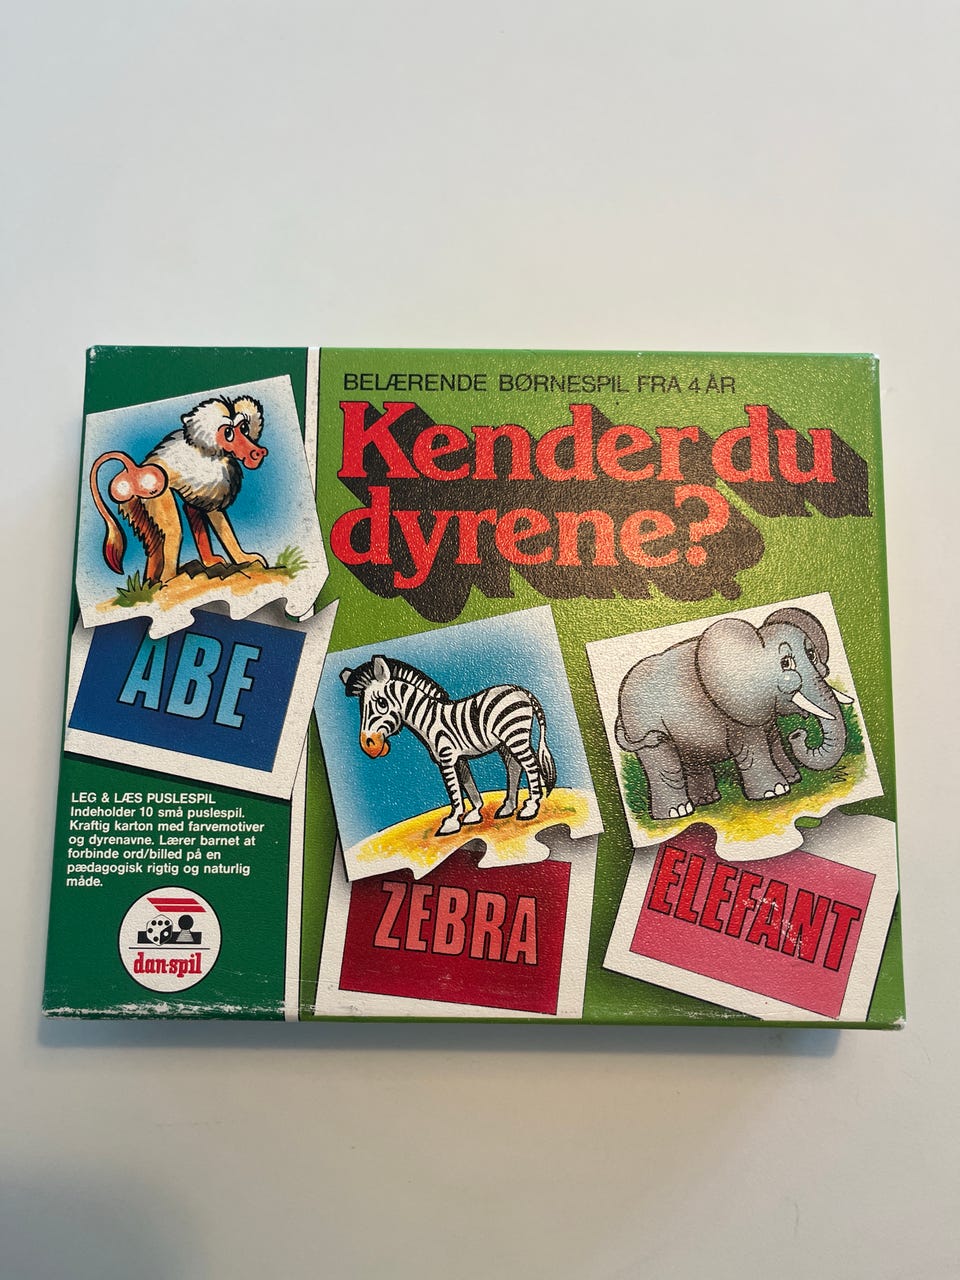 BELÆRENDE BØRNESPIL FRA 4 ÅR
Kender du
dyrene?
ABE
ZEBRA
ELEFANT
LEG & LÆS PUSLESPIL
Indeholder 10 små puslespil.
Kraftig karton med farvemotiver
og dyrenavne. Lærer barnet at
forbinde ord/billed på en
pædagogisk rigtig og naturlig
måde.
dan-spil